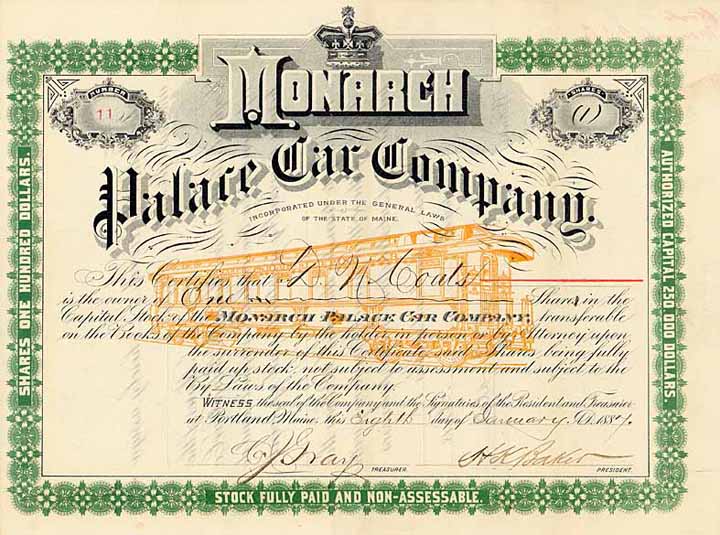 MONARCH
NUMBER
11
SHARES
(1)
Palace Car Company.
INCORPORATED UNDER THE GENERAL LAWS
OF THE STATE OF MAINE.
SHARES ONE HUNDRED DOLLARS.
AUTHORIZED CAPITAL 250,000 DOLLARS.
This Certifies that
is the owner of One Shares in the
Capital Stock of the MONARCH PALACE CAR COMPANY, transferable
on the Books of the Company by the holder in person or by Attorney upon
the surrender of this Certificate, said Shares being fully
paid up stock, not subject to assessment and subject to the
By Laws of the Company.
WITNESS, the seal of the Company and the Signatures of the President and Treasurer
at Portland Maine, this Eighth day of January A.D. 1887.
C J Gray TREASURER. PRESIDENT.
STOCK FULLY PAID AND NON-ASSESSABLE.